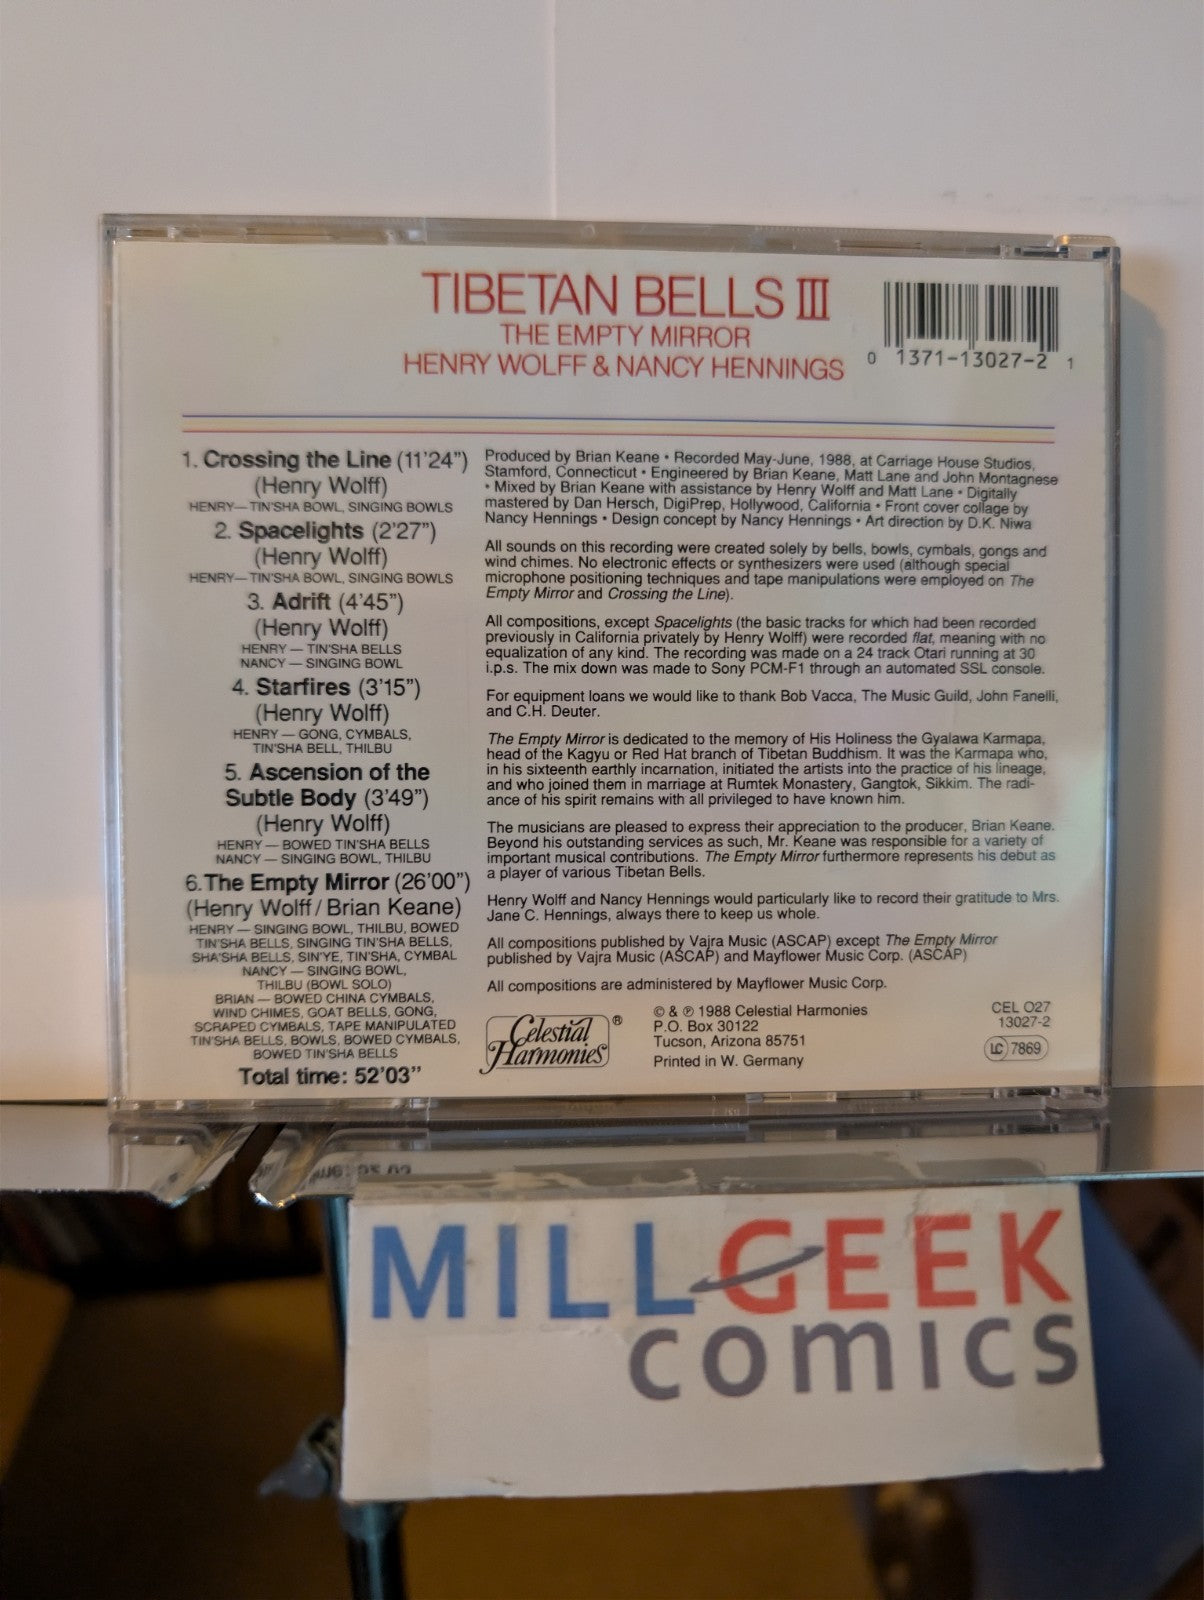 TIBETAN BELLS III
THE EMPTY MIRROR
HENRY WOLFF & NANCY HENNINGS
0 1371-13027-2 1
1. Crossing the Line (11'24")
(Henry Wolff)
HENRY— TIN'SHA BOWL, SINGING BOWLS
2. Spacelights (2'27")
(Henry Wolff)
HENRY— TIN'SHA BOWL, SINGING BOWLS
3. Adrift (4'45")
(Henry Wolff)
HENRY — TIN'SHA BELLS
NANCY — SINGING BOWL
4. Starfires (3'15")
(Henry Wolff)
HENRY — GONG, CYMBALS,
TIN'SHA BELL, THILBU
5. Ascension of the
Subtle Body (3'49")
(Henry Wolff)
HENRY — BOWED TIN'SHA BELLS
NANCY — SINGING BOWL, THILBU
6. The Empty Mirror (26'00")
(Henry Wolff / Brian Keane)
HENRY — SINGING BOWL, THILBU, BOWED
TIN'SHA BELLS, SINGING TIN'SHA BELLS,
SHA'SHA BELLS, SIN'YE, TIN'SHA, CYMBAL
NANCY — SINGING BOWL,
THILBU (BOWL SOLO)
BRIAN — BOWED CHINA CYMBALS,
WIND CHIMES, GOAT BELLS, GONG,
SCRAPED CYMBALS, TAPE MANIPULATED
TIN'SHA BELLS, BOWLS, BOWED CYMBALS,
BOWED TIN'SHA BELLS
Total time: 52'03"
Produced by Brian Keane • Recorded May-June, 1988, at Carriage House Studios,
Stamford, Connecticut • Engineered by Brian Keane, Matt Lane and John Montagnese
• Mixed by Brian Keane with assistance by Henry Wolff and Matt Lane • Digitally
mastered by Dan Hersch, DigiPrep, Hollywood, California • Front cover collage by
Nancy Hennings • Design concept by Nancy Hennings • Art direction by D.K. Niwa
All sounds on this recording were created solely by bells, bowls, cymbals, gongs and
wind chimes. No electronic effects or synthesizers were used (although special
microphone positioning techniques and tape manipulations were employed on The
Empty Mirror and Crossing the Line).
All compositions, except Spacelights (the basic tracks for which had been recorded
previously in California privately by Henry Wolff) were recorded flat, meaning with no
equalization of any kind. The recording was made on a 24 track Otari running at 30
i.p.s. The mix down was made to Sony PCM-F1 through an automated SSL console.
For equipment loans we would like to thank Bob Vacca, The Music Guild, John Fanelli,
and C.H. Deuter.
The Empty Mirror is dedicated to the memory of His Holiness the Gyalawa Karmapa,
head of the Kagyu or Red Hat branch of Tibetan Buddhism. It was the Karmapa who,
in his sixteenth earthly incarnation, initiated the artists into the practice of his lineage,
and who joined them in marriage at Rumtek Monastery, Gangtok, Sikkim. The radi-
ance of his spirit remains with all privileged to have known him.
The musicians are pleased to express their appreciation to the producer, Brian Keane.
Beyond his outstanding services as such, Mr. Keane was responsible for a variety of
important musical contributions. The Empty Mirror furthermore represents his debut as
a player of various Tibetan Bells.
Henry Wolff and Nancy Hennings would particularly like to record their gratitude to Mrs.
Jane C. Hennings, always there to keep us whole.
All compositions published by Vajra Music (ASCAP) except The Empty Mirror
published by Vajra Music (ASCAP) and Mayflower Music Corp. (ASCAP)
All compositions are administered by Mayflower Music Corp.
Celestial
Harmonies®
© & ℗ 1988 Celestial Harmonies
P.O. Box 30122
Tucson, Arizona 85751
Printed in W. Germany
CEL 027
13027-2
LC 7869
MILL GEEK
COMICS